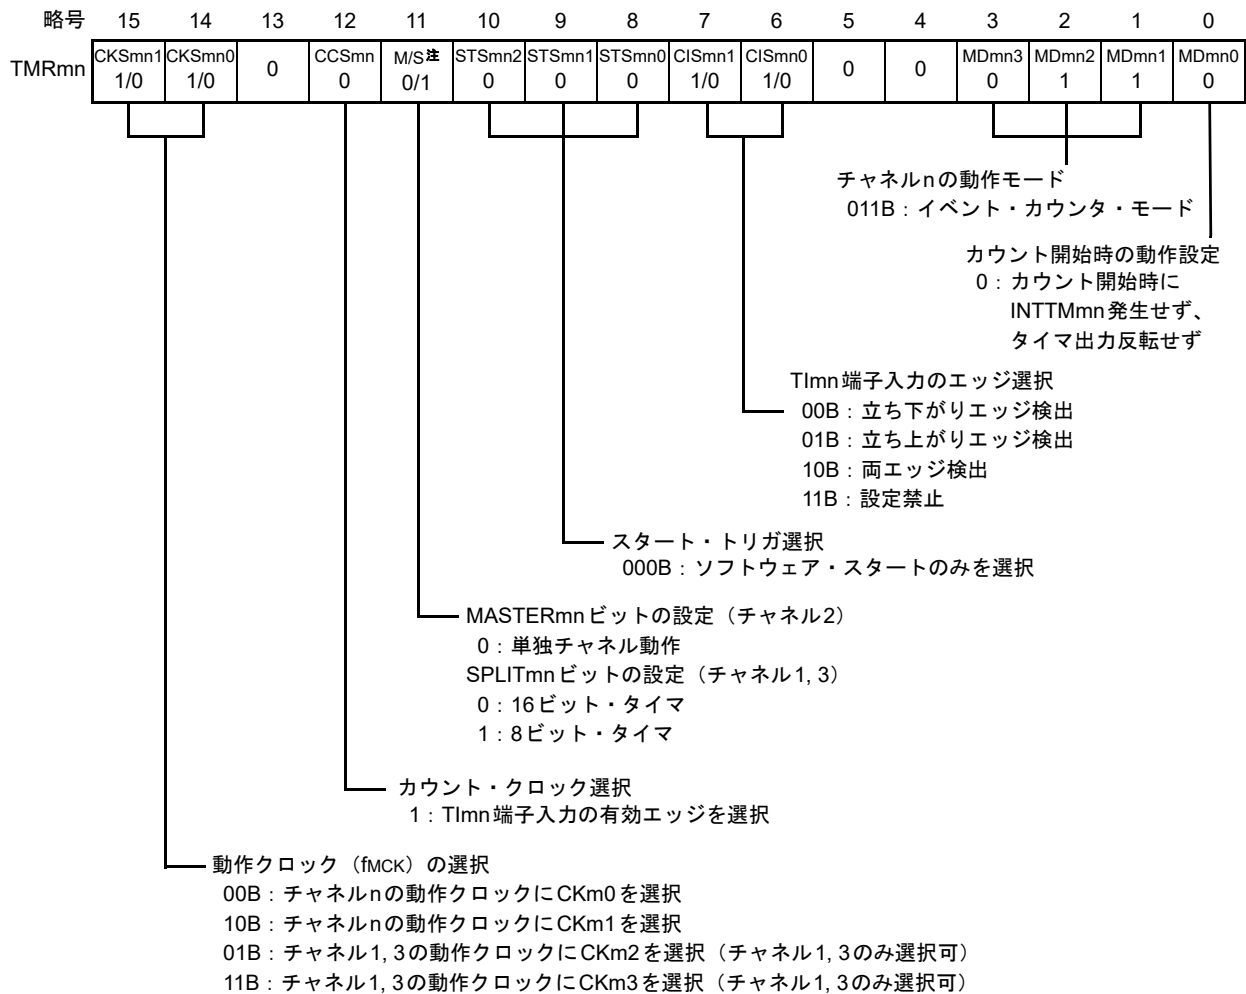 略号 15 14 13 12 11 10 9 8 7 6 5 4 3 2 1 0
TMRmn CKSmn1 CKSmn0 CCSmn M/S注 STSmn2 STSmn1 STSmn0 CISmn1 CISmn0 MDmn3 MDmn2 MDmn1 MDmn0
1/0 1/0 0 0 0/1 0 0 0 1/0 1/0 0 0 0 1 1 0
チャネルnの動作モード
011B：イベント・カウンタ・モード
カウント開始時の動作設定
0：カウント開始時に
INTTMmn発生せず、
タイマ出力反転せず
TImn端子入力のエッジ選択
00B：立ち下がりエッジ検出
01B：立ち上がりエッジ検出
10B：両エッジ検出
11B：設定禁止
スタート・トリガ選択
000B：ソフトウェア・スタートのみを選択
MASTERmnビットの設定（チャネル2）
0：単独チャネル動作
SPLITmnビットの設定（チャネル1, 3）
0：16ビット・タイマ
1：8ビット・タイマ
カウント・クロック選択
1：TImn端子入力の有効エッジを選択
動作クロック（fMCK）の選択
00B：チャネルnの動作クロックにCKm0を選択
10B：チャネルnの動作クロックにCKm1を選択
01B：チャネル1, 3の動作クロックにCKm2を選択（チャネル1, 3のみ選択可）
11B：チャネル1, 3の動作クロックにCKm3を選択（チャネル1, 3のみ選択可）